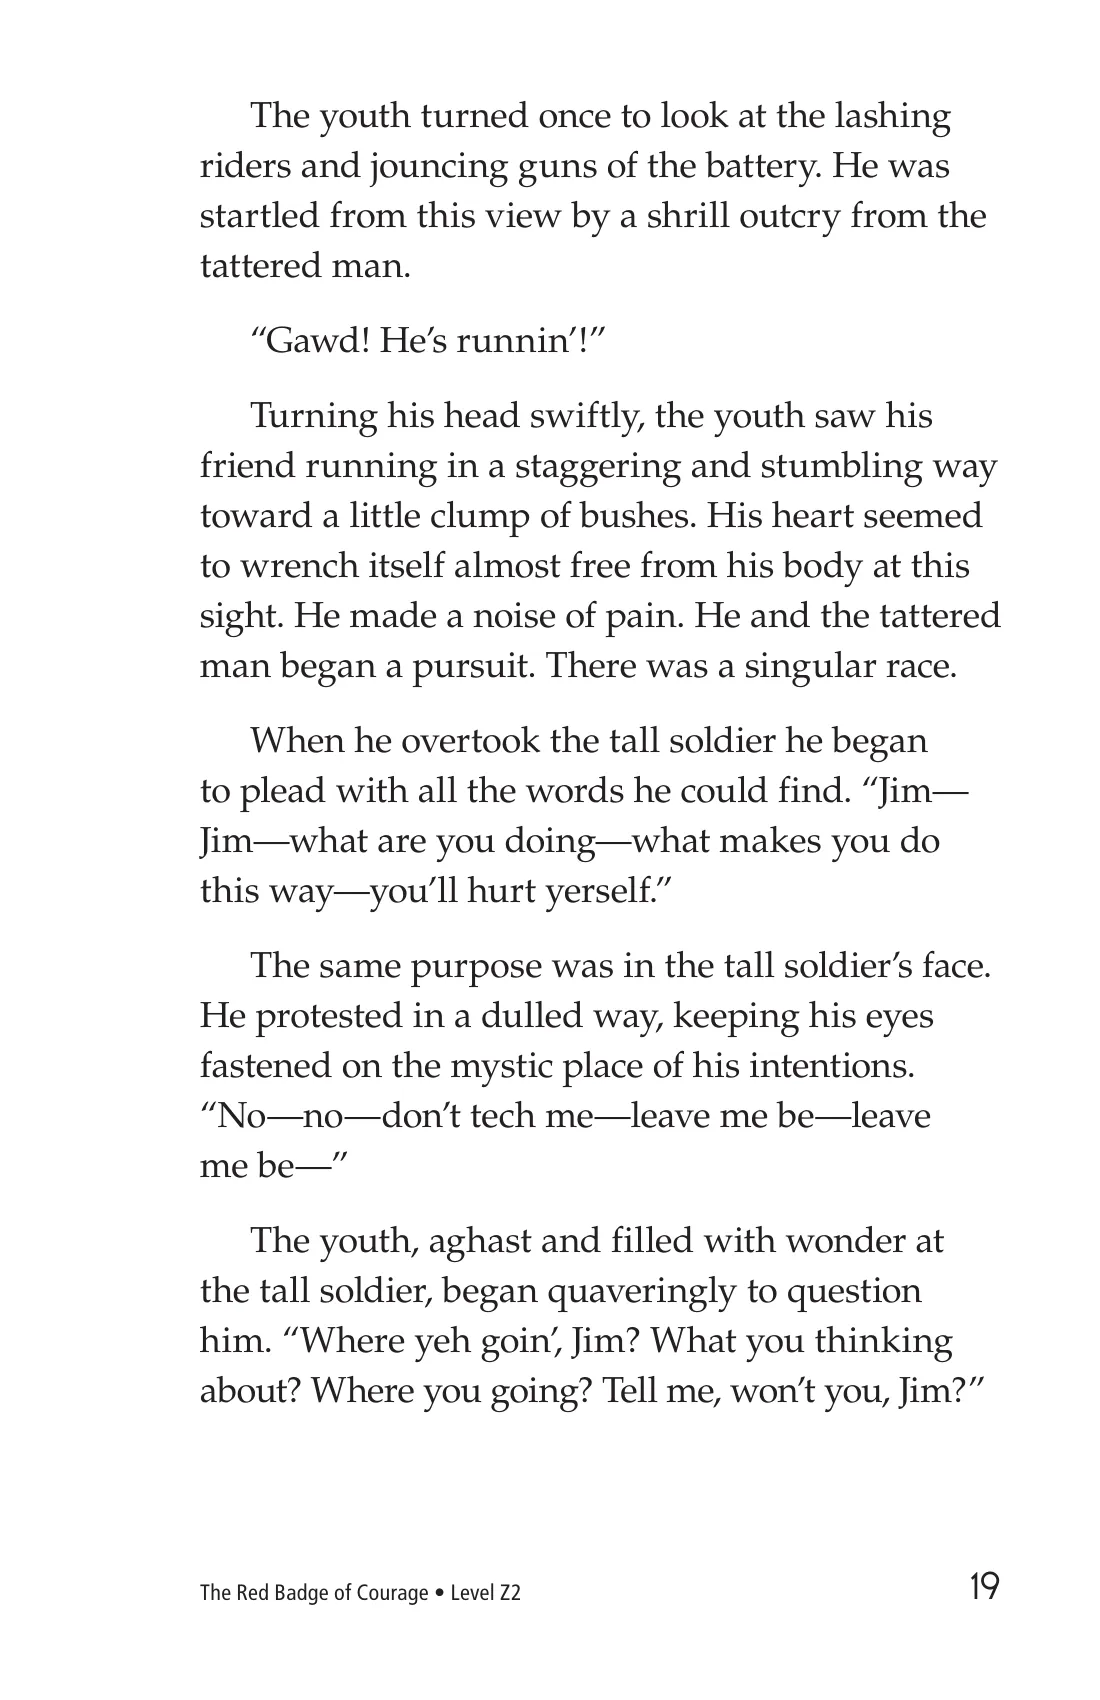 The youth turned once to look at the lashing
riders and jouncing guns of the battery. He was
startled from this view by a shrill outcry from the
tattered man.
“Gawd! He’s runnin’!”
Turning his head swiftly, the youth saw his
friend running in a staggering and stumbling way
toward a little clump of bushes. His heart seemed
to wrench itself almost free from his body at this
sight. He made a noise of pain. He and the tattered
man began a pursuit. There was a singular race.
When he overtook the tall soldier he began
to plead with all the words he could find. “Jim—
Jim—what are you doing—what makes you do
this way—you’ll hurt yerself.”
The same purpose was in the tall soldier’s face.
He protested in a dulled way, keeping his eyes
fastened on the mystic place of his intentions.
“No—no—don’t tech me—leave me be—leave
me be—”
The youth, aghast and filled with wonder at
the tall soldier, began quaveringly to question
him. “Where yeh goin’, Jim? What you thinking
about? Where you going? Tell me, won’t you, Jim?”
The Red Badge of Courage • Level Z2
19